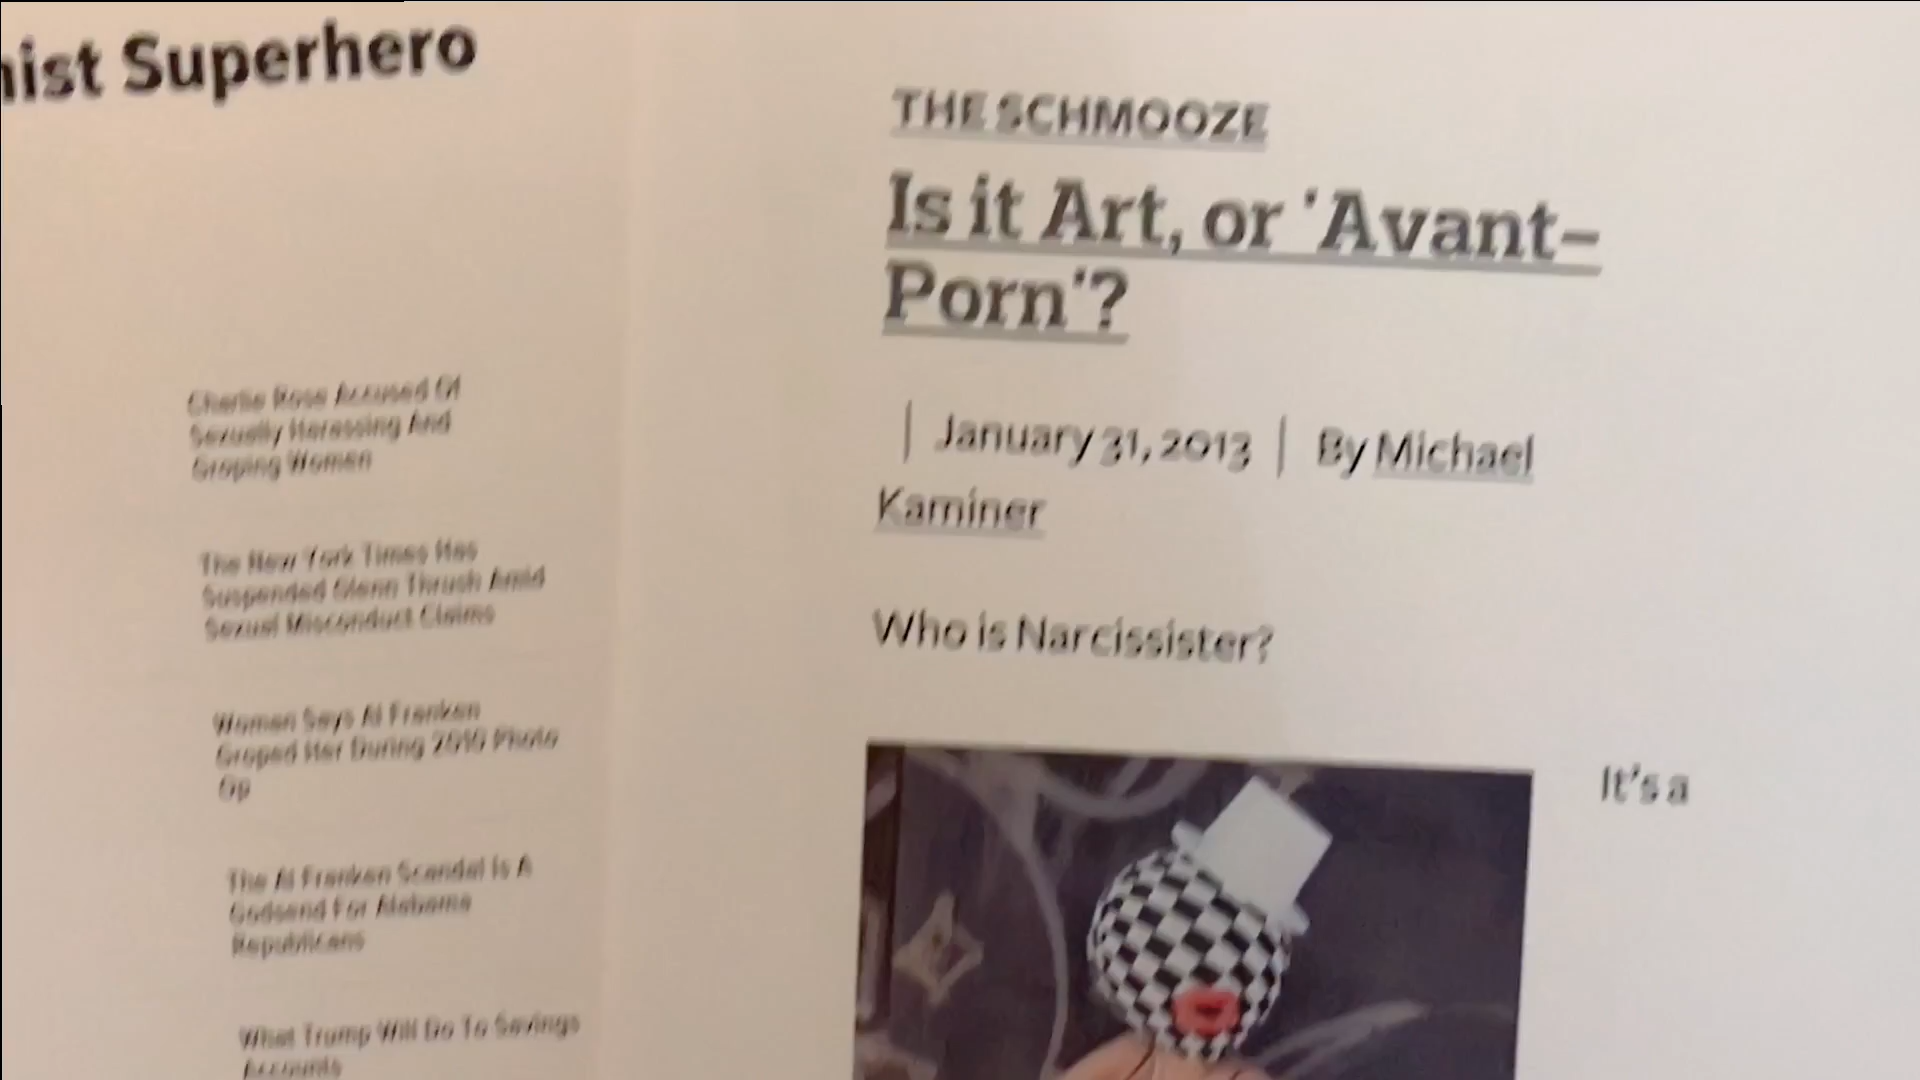 nist Superhero
Charlie Rose Accused Of
Sexually Harassing And
Groping Women
The New York Times Has
Suspended Glenn Thrush Amid
Sexual Misconduct Claims
Woman Says Al Franken
Groped Her During 2010 Photo
Op
The Al Franken Scandal Is A
Godsend For Alabama
Republicans
What Trump Will Do To Savings
Accounts
THE SCHMOOZE
Is it Art, or ‘Avant-
Porn’?
| January 31, 2013 | By Michael
Kaminer
Who is Narcissister?
It’s a